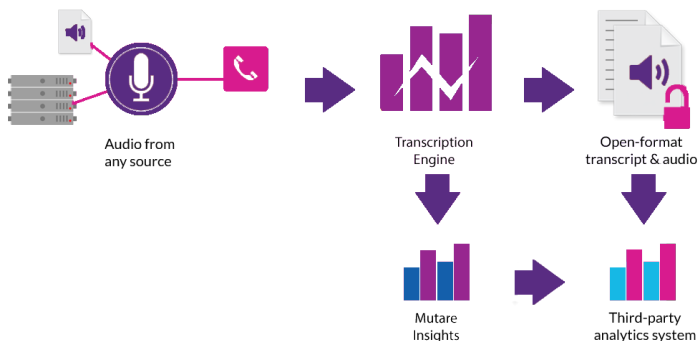 Audio from
any source
Transcription
Engine
Open-format
transcript & audio
Mutare
Insights
Third-party
analytics system